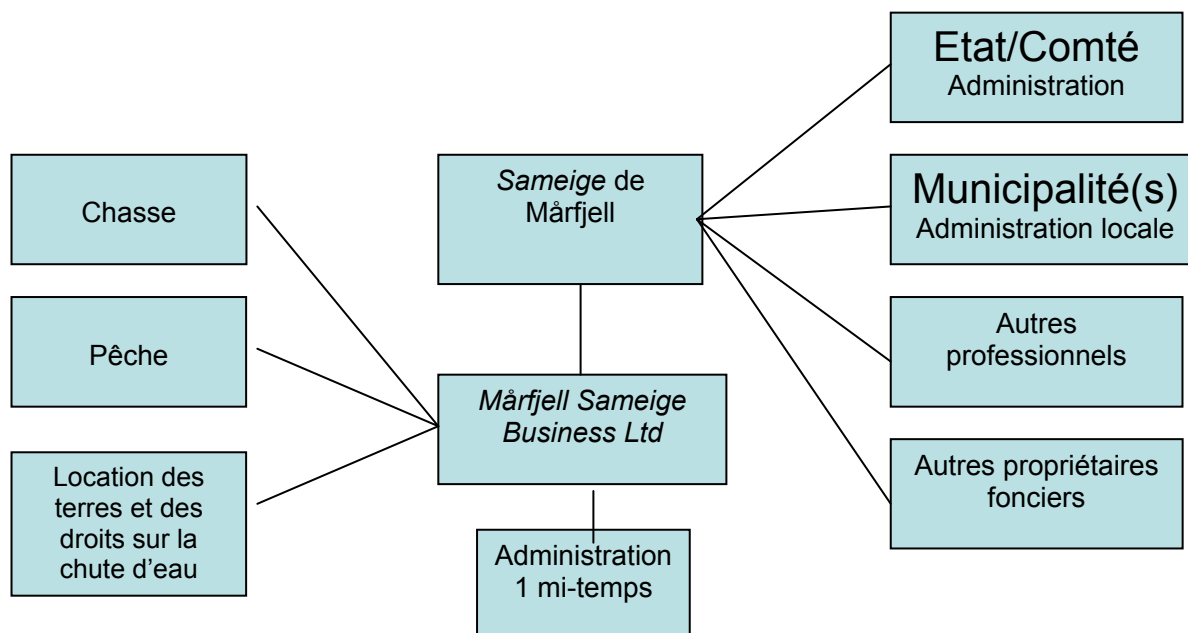 Etat/Comté
Administration
Chasse
Sameige de
Mårfjell
Municipalité(s)
Administration locale
Pêche
Autres
professionnels
Mårfjell Sameige
Business Ltd
Location des
terres et des
droits sur la
chute d’eau
Autres propriétaires
fonciers
Administration
1 mi-temps